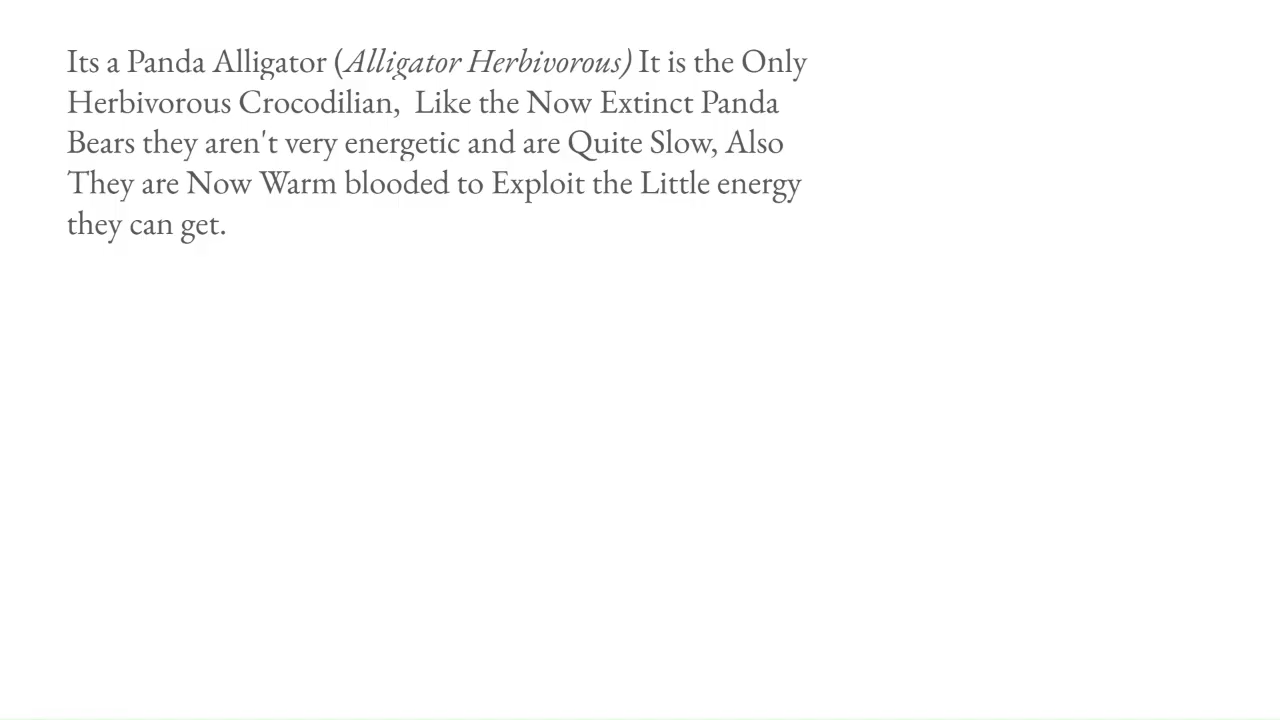 Its a Panda Alligator (Alligator Herbivorous) It is the Only
Herbivorous Crocodilian,  Like the Now Extinct Panda
Bears they aren't very energetic and are Quite Slow, Also
They are Now Warm blooded to Exploit the Little energy
they can get.